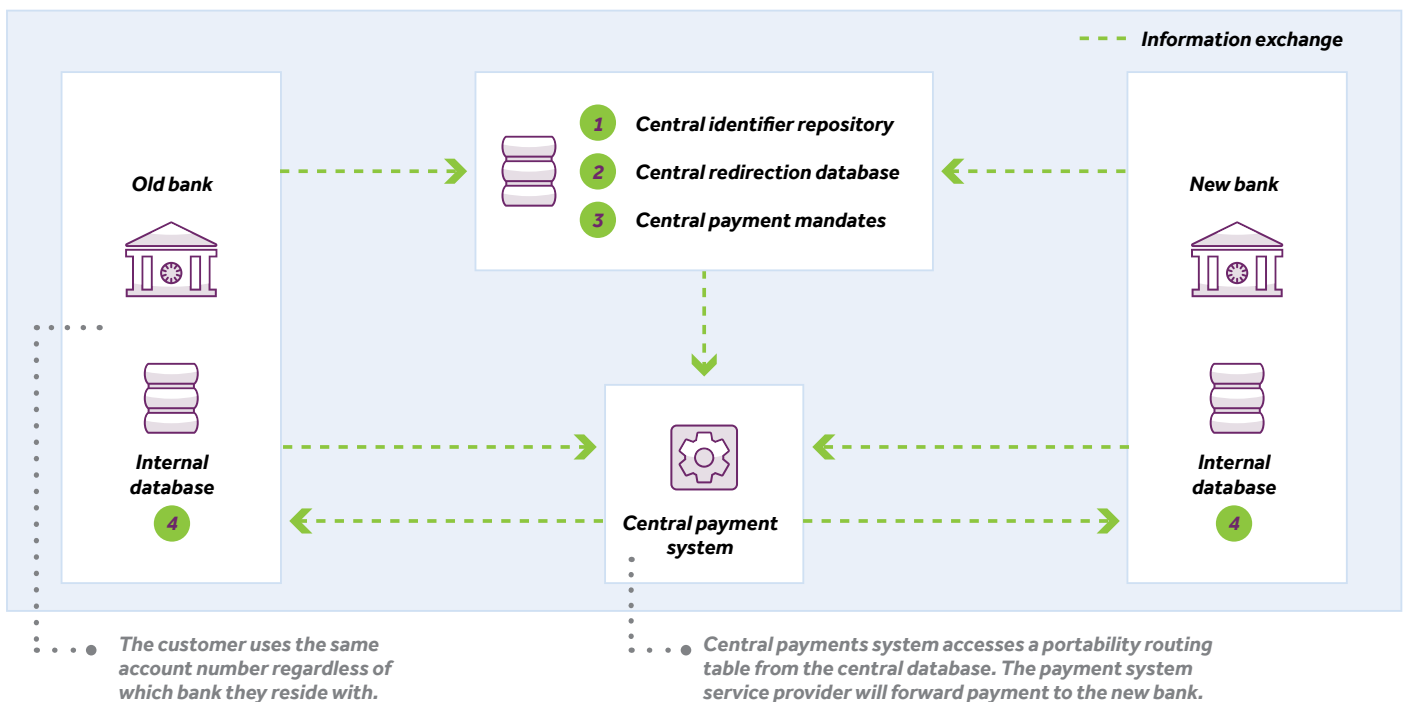 Information exchange
Old bank
1 Central identifier repository
2 Central redirection database
3 Central payment mandates
New bank
Internal
database
4
Central payment
system
Internal
database
4
The customer uses the same
account number regardless of
which bank they reside with.
Central payments system accesses a portability routing
table from the central database. The payment system
service provider will forward payment to the new bank.